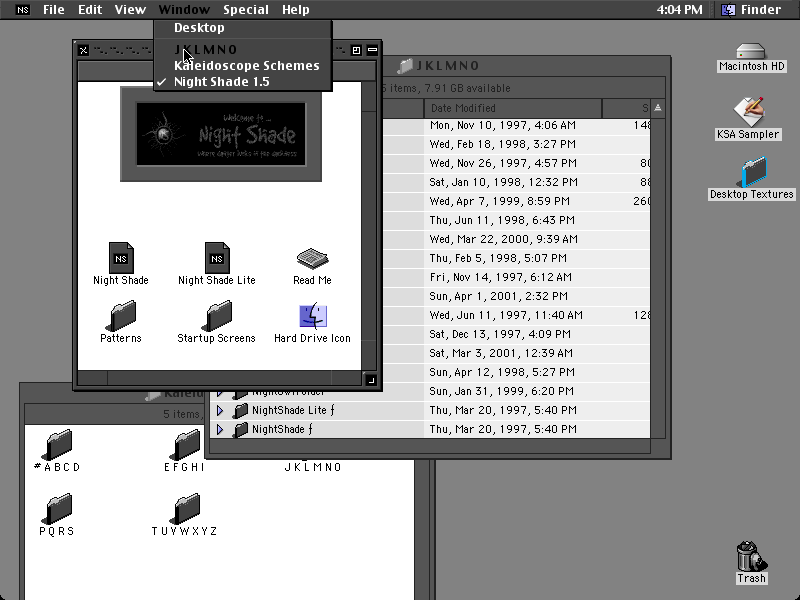 NS File Edit View Window Special Help 4:04 PM Finder
Desktop
JKLMNO
Kaleidoscope Schemes
✓ Night Shade 1.5
Welcome to ...
Night Shade
where danger lurks in the darkness
NS
Night Shade
NS
Night Shade Lite
Read Me
Patterns
Startup Screens
Hard Drive Icon
JKLMNO
items, 7.91 GB available
Date Modified S
Mon, Nov 10, 1997, 4:06 AM 148
Wed, Feb 18, 1998, 3:27 PM
Wed, Nov 26, 1997, 4:57 PM 80
Sat, Jan 10, 1998, 12:32 PM 88
Wed, Apr 7, 1999, 8:59 PM 260
Thu, Jun 11, 1998, 6:43 PM
Wed, Mar 22, 2000, 9:39 AM
Thu, Feb 5, 1998, 5:07 PM
Fri, Nov 14, 1997, 6:12 AM
Sun, Apr 1, 2001, 2:32 PM
Wed, Jun 11, 1997, 11:40 AM 128
Sat, Dec 13, 1997, 4:09 PM
Sat, Mar 3, 2001, 12:39 AM
Sun, Apr 12, 1998, 5:27 PM
Sun, Jan 31, 1999, 6:20 PM
NightShade Lite ƒ Thu, Mar 20, 1997, 5:40 PM
NightShade ƒ Thu, Mar 20, 1997, 5:40 PM
Kaleid
5 items,
#ABCD
EFGHI
JKLMNO
PQRS
TUVWXYZ
Macintosh HD
KSA Sampler
Desktop Textures
Trash